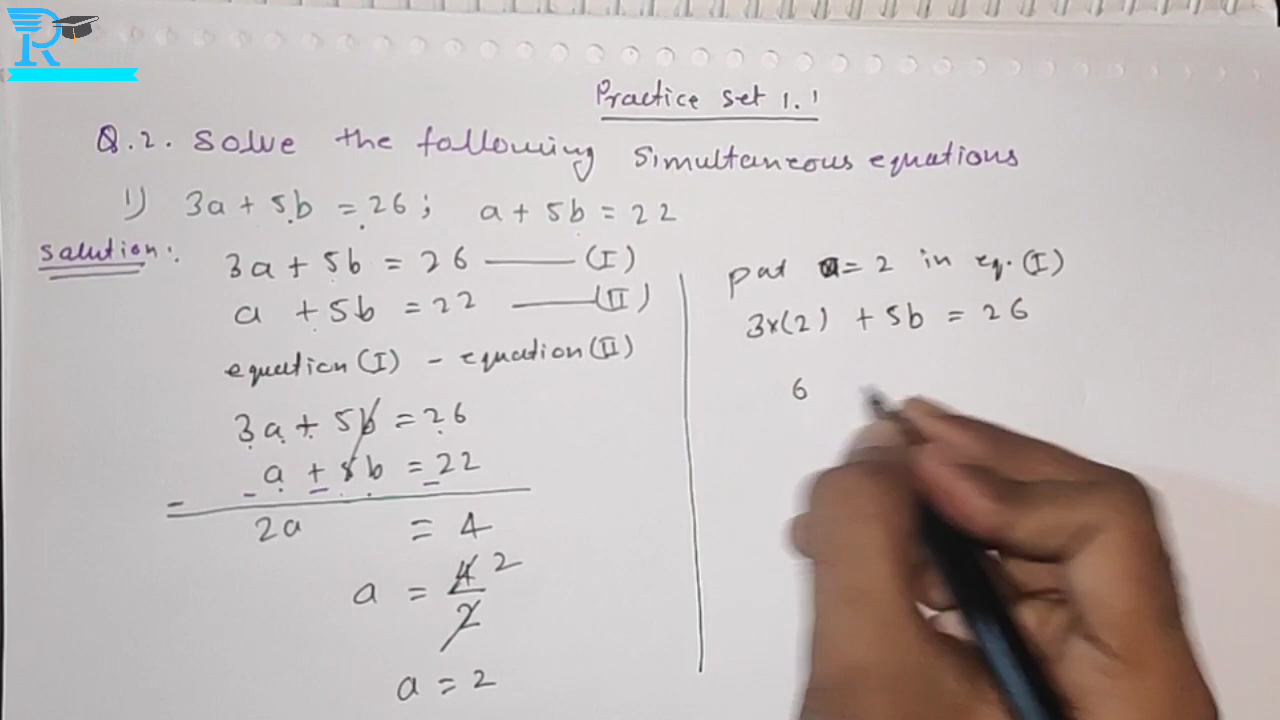 R
Practice set 1.1
Q.2. Solve the following simultaneous equations
1) 3a + 5b = 26 ; a + 5b = 22
Solution:
3a + 5b = 26 —— (I)
a + 5b = 22 —— (II)
equation (I) - equation (II)
3a + 5b = 26
a + 5b = 22
- - - -
2a = 4
a = 4/2 2
a = 2
put a = 2 in eq. (I)
3x(2) + 5b = 26
6